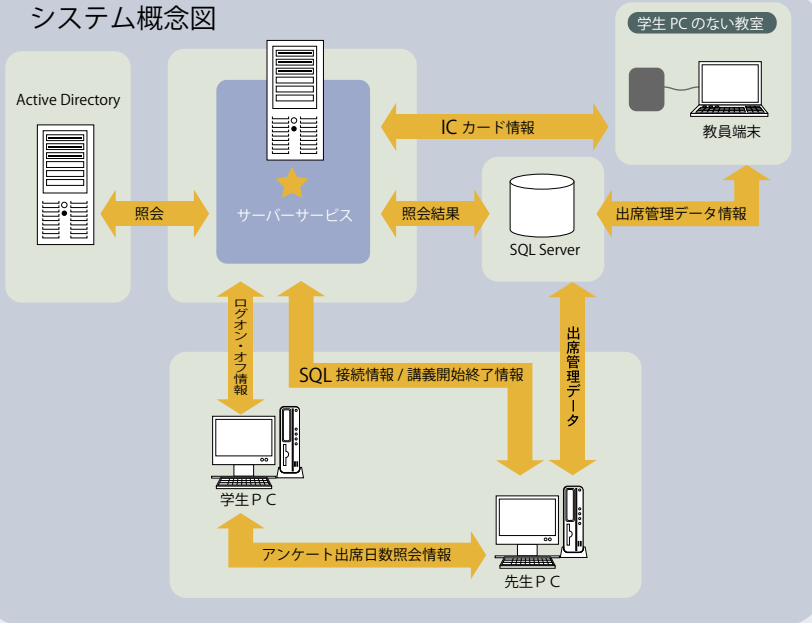 システム概念図
学生 PC のない教室
Active Directory
IC カード情報
教員端末
照会
サーバーサービス
照会結果
SQL Server
出席管理データ情報
ログオン・オフ情報
SQL 接続情報 / 講義開始終了情報
出席管理データ
学生ＰＣ
アンケート出席日数照会情報
先生ＰＣ